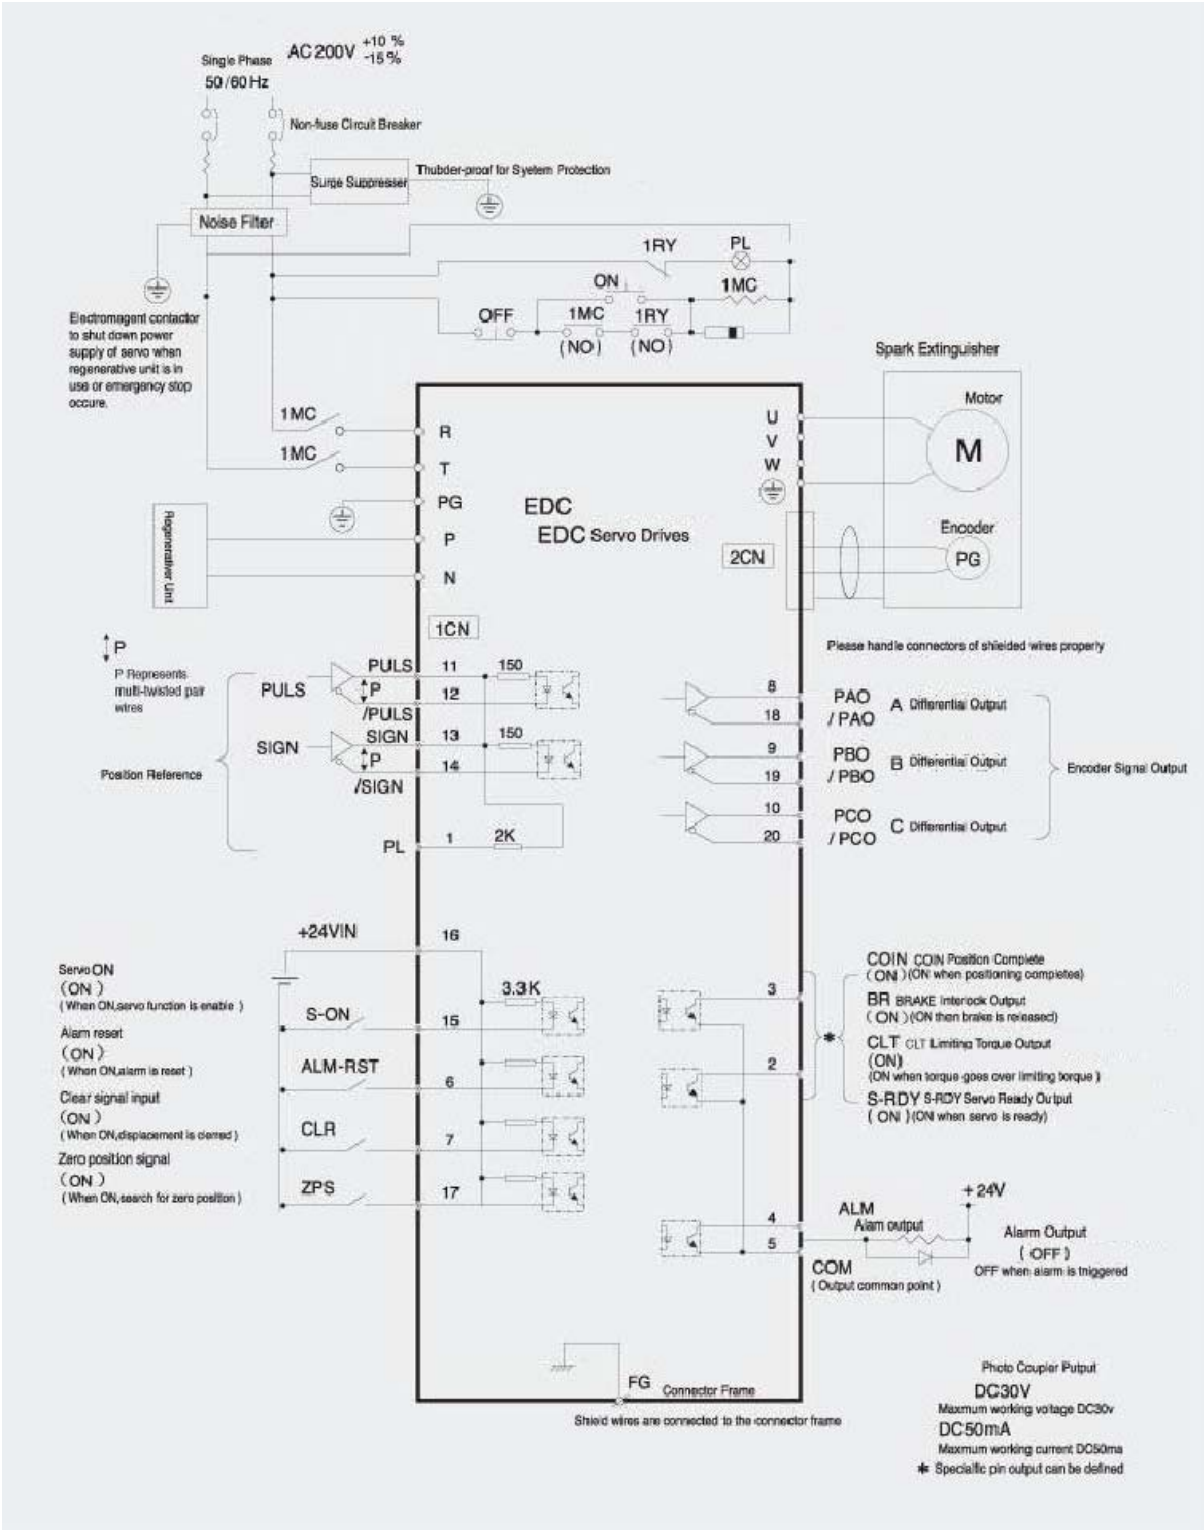 Single Phase
AC 200V +10 %
-15%
50/60 Hz
Non-fuse Circuit Breaker
Surge Suppresser
Thubder-proof for Syetem Protection
Noise Filter
1RY
PL
ON
1MC
OFF
1MC
1RY
(NO)
(NO)
Electromagent contactor
to shut down power
supply of servo when
regenerative unit is in
use or emergency stop
occure.
Spark Extinguisher
Motor
M
1MC
R
1MC
T
PG
P
N
U
V
W
EDC
EDC Servo Drives
2CN
Encoder
PG
Regenerativer Unit
1CN
Please handle connectors of shielded wires properly
P
P Represents
multi-twisted pair
wires
PULS
PULS
11
150
P
12
/PULS
SIGN
SIGN
13
150
P
14
/SIGN
Position Reference
PL
1
2K
8
PAO
18
/ PAO
A Differential Output
9
PBO
19
/ PBO
B Differential Output
10
PCO
20
/ PCO
C Differential Output
Encoder Signal Output
+24VIN
16
Servo ON
(ON )
( When ON,servo function is enable )
S-ON
15
3.3K
Alarm reset
(ON )
( When ON,alarm is reset )
ALM-RST
6
Clear signal input
(ON )
( When ON,displacement is clerred )
CLR
7
Zero position signal
(ON )
( When ON,search for zero position )
ZPS
17
3
2
*
COIN COIN Position Complete
( ON ) (ON when positioning completes)
BR BRAKE Interlock Output
( ON ) (ON then brake is released)
CLT CLT Limiting Torque Output
(ON)
(ON when torque goes over limiting torque )
S-RDY S-RDY Servo Ready Output
( ON ) (ON when servo is ready)
4
5
ALM
Alam output
+ 24V
COM
( Output common point )
Alarm Output
( OFF )
OFF when alarm is triggered
FG
Connector Frame
Shield wires are connected to the connector frame
Photo Coupler Putput
DC30V
Maxmum working voltage DC30v
DC50mA
Maxmum working current DC50ma
* Specialfic pin output can be defined